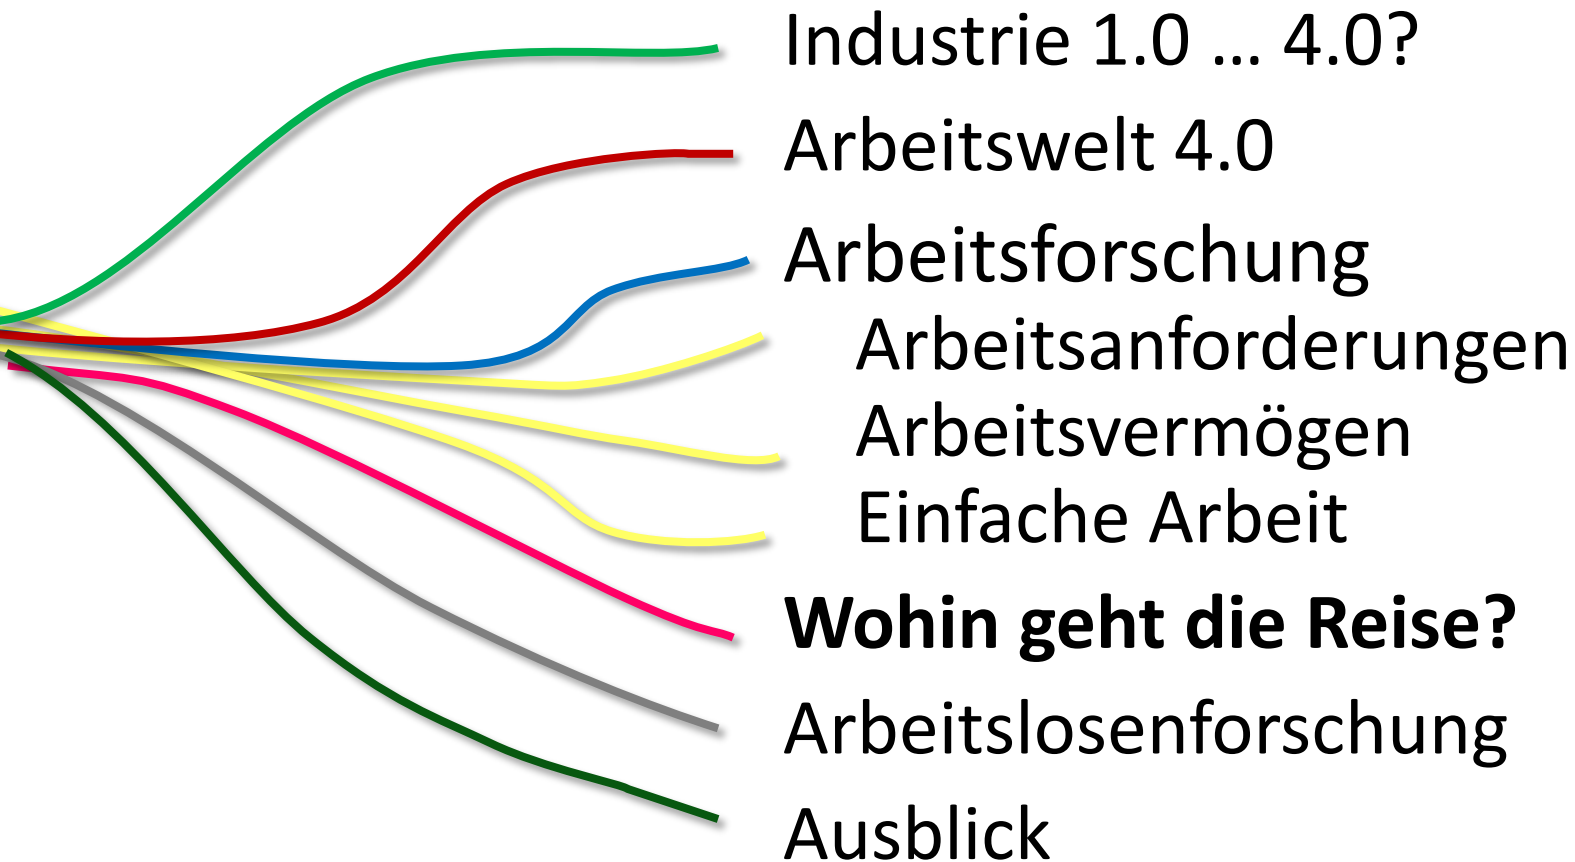 Industrie 1.0 … 4.0?
Arbeitswelt 4.0
Arbeitsforschung
Arbeitsanforderungen
Arbeitsvermögen
Einfache Arbeit
Wohin geht die Reise?
Arbeitslosenforschung
Ausblick